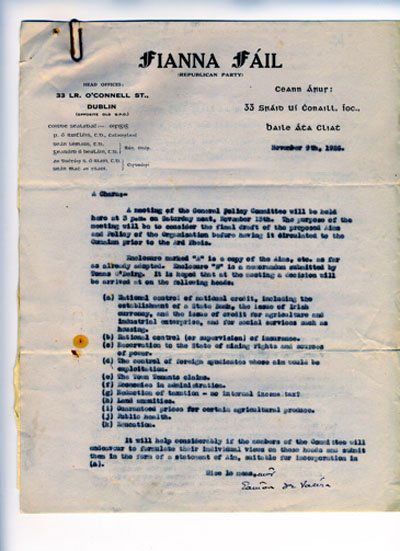 FIANNA FÁIL
(REPUBLICAN PARTY)
HEAD OFFICES:
33 LR. O'CONNELL ST.,
DUBLIN
(OPPOSITE OLD G.P.O.)
Ceann Árus:
33 Sráid Uí Conaill, Íoc.,
Baile Áta Cliat
November 9th, 1926.
A Chara:-
A meeting of the General Policy Committee will be held
here at 3 p.m. on Saturday next, November 13th. The purpose of the
meeting will be to consider the final draft of the proposed Aims
and Policy of the Organisation before having it circulated to the
Cumainn prior to the Ard Fheis.
Enclosure marked "A" is a copy of the Aims, etc. as far
as already adopted. Enclosure "B" is a memorandum submitted by
It is hoped that at the meeting a decision will
be arrived at on the following heads.
(a) National control of national credit, including the
establishment of a State Bank, the issue of Irish
currency, and the issue of credit for agriculture and
industrial enterprise, and for social services such as
housing.
(b) National control (or supervision) of insurance.
(c) Reservation to the State of mining rights and sources
of power.
(d) The control of foreign syndicates whose aim would be
exploitation.
(e) The Town Tenants claims.
(f) Economies in administration.
(g) Reduction of taxation - no internal income tax?
(h) Land annuities.
(i) Guaranteed prices for certain agricultural produce.
(j) Public health.
(k) Education.
It will help considerably if the members of the Committee will
endeavour to formulate their individual views on these heads and submit
them in the form of a statement of Aim, suitable for incorporation in
(a).
Mise le meas,
Éamon de Valéra